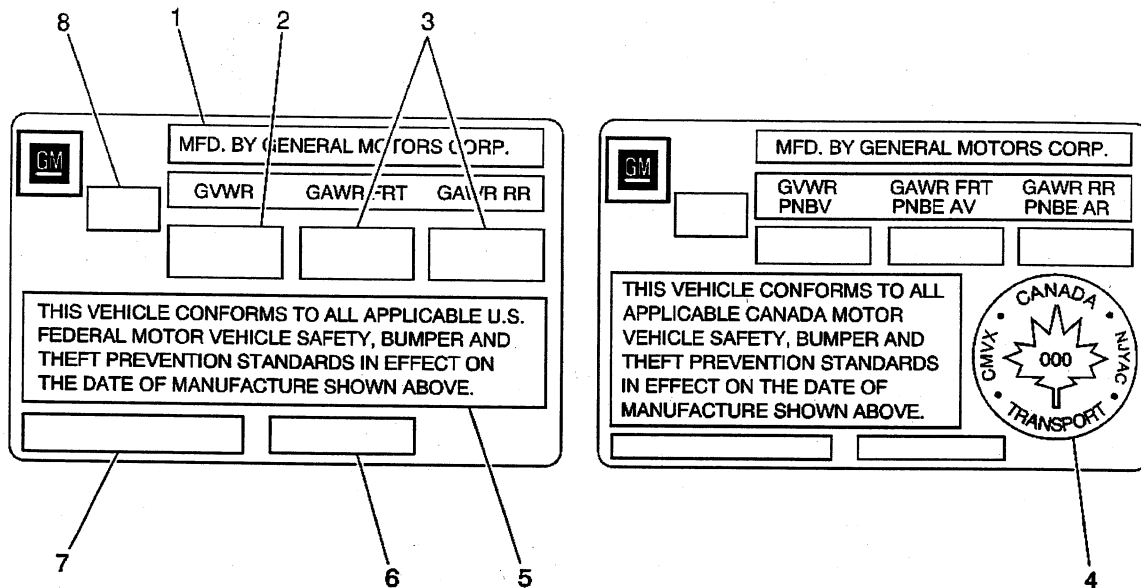 8 1 2 3
GM
MFD. BY GENERAL MOTORS CORP.
GVWR GAWR FRT GAWR RR
THIS VEHICLE CONFORMS TO ALL APPLICABLE U.S.
FEDERAL MOTOR VEHICLE SAFETY, BUMPER AND
THEFT PREVENTION STANDARDS IN EFFECT ON
THE DATE OF MANUFACTURE SHOWN ABOVE.
7 6 5
GM
MFD. BY GENERAL MOTORS CORP.
GVWR GAWR FRT GAWR RR
PNBV PNBE AV PNBE AR
THIS VEHICLE CONFORMS TO ALL
APPLICABLE CANADA MOTOR
VEHICLE SAFETY, BUMPER AND
THEFT PREVENTION STANDARDS
IN EFFECT ON THE DATE OF
MANUFACTURE SHOWN ABOVE.
CMVX • CANADA • NJYAC • TRANSPORT •
000
4